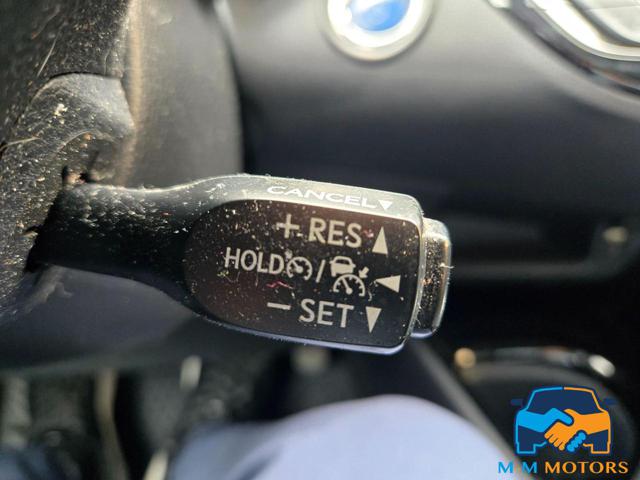 CANCEL▼
+ RES ▲
HOLD / ◀
− SET ▼
M M MOTORS